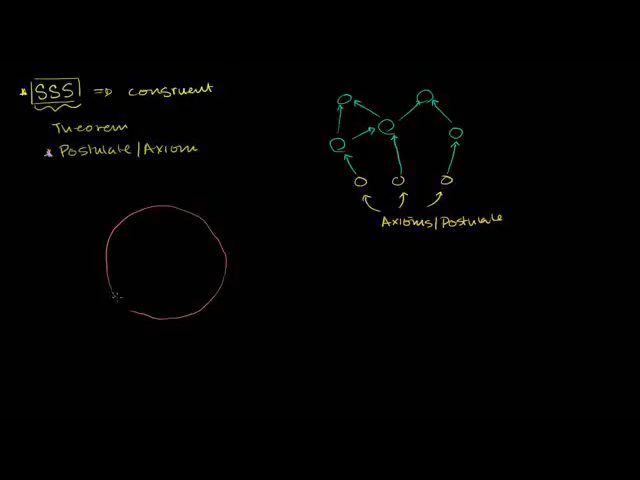 * SSS ⇒ congruent
Theorem
* Postulate/Axiom
Axioms/Postulate